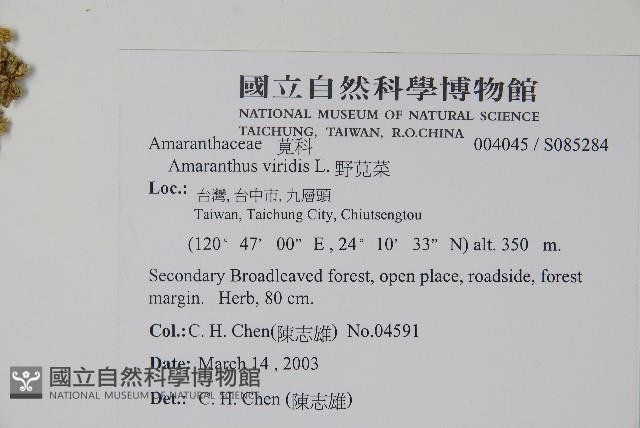 國立自然科學博物館
NATIONAL MUSEUM OF NATURAL SCIENCE
TAICHUNG, TAIWAN, R.O.CHINA
Amaranthaceae 莧科 004045 / S085284
Amaranthus viridis L. 野莧菜
Loc.: 台灣, 台中市, 九層頭
Taiwan, Taichung City, Chiutsengtou
(120° 47' 00" E , 24° 10' 33" N) alt. 350 m.
Secondary Broadleaved forest, open place, roadside, forest
margin. Herb, 80 cm.
Col.: C. H. Chen(陳志雄) No.04591
Date: March 14 , 2003
國立自然科學博物館
NATIONAL MUSEUM OF NATURAL SCIENCE
Det.: C. H. Chen (陳志雄)